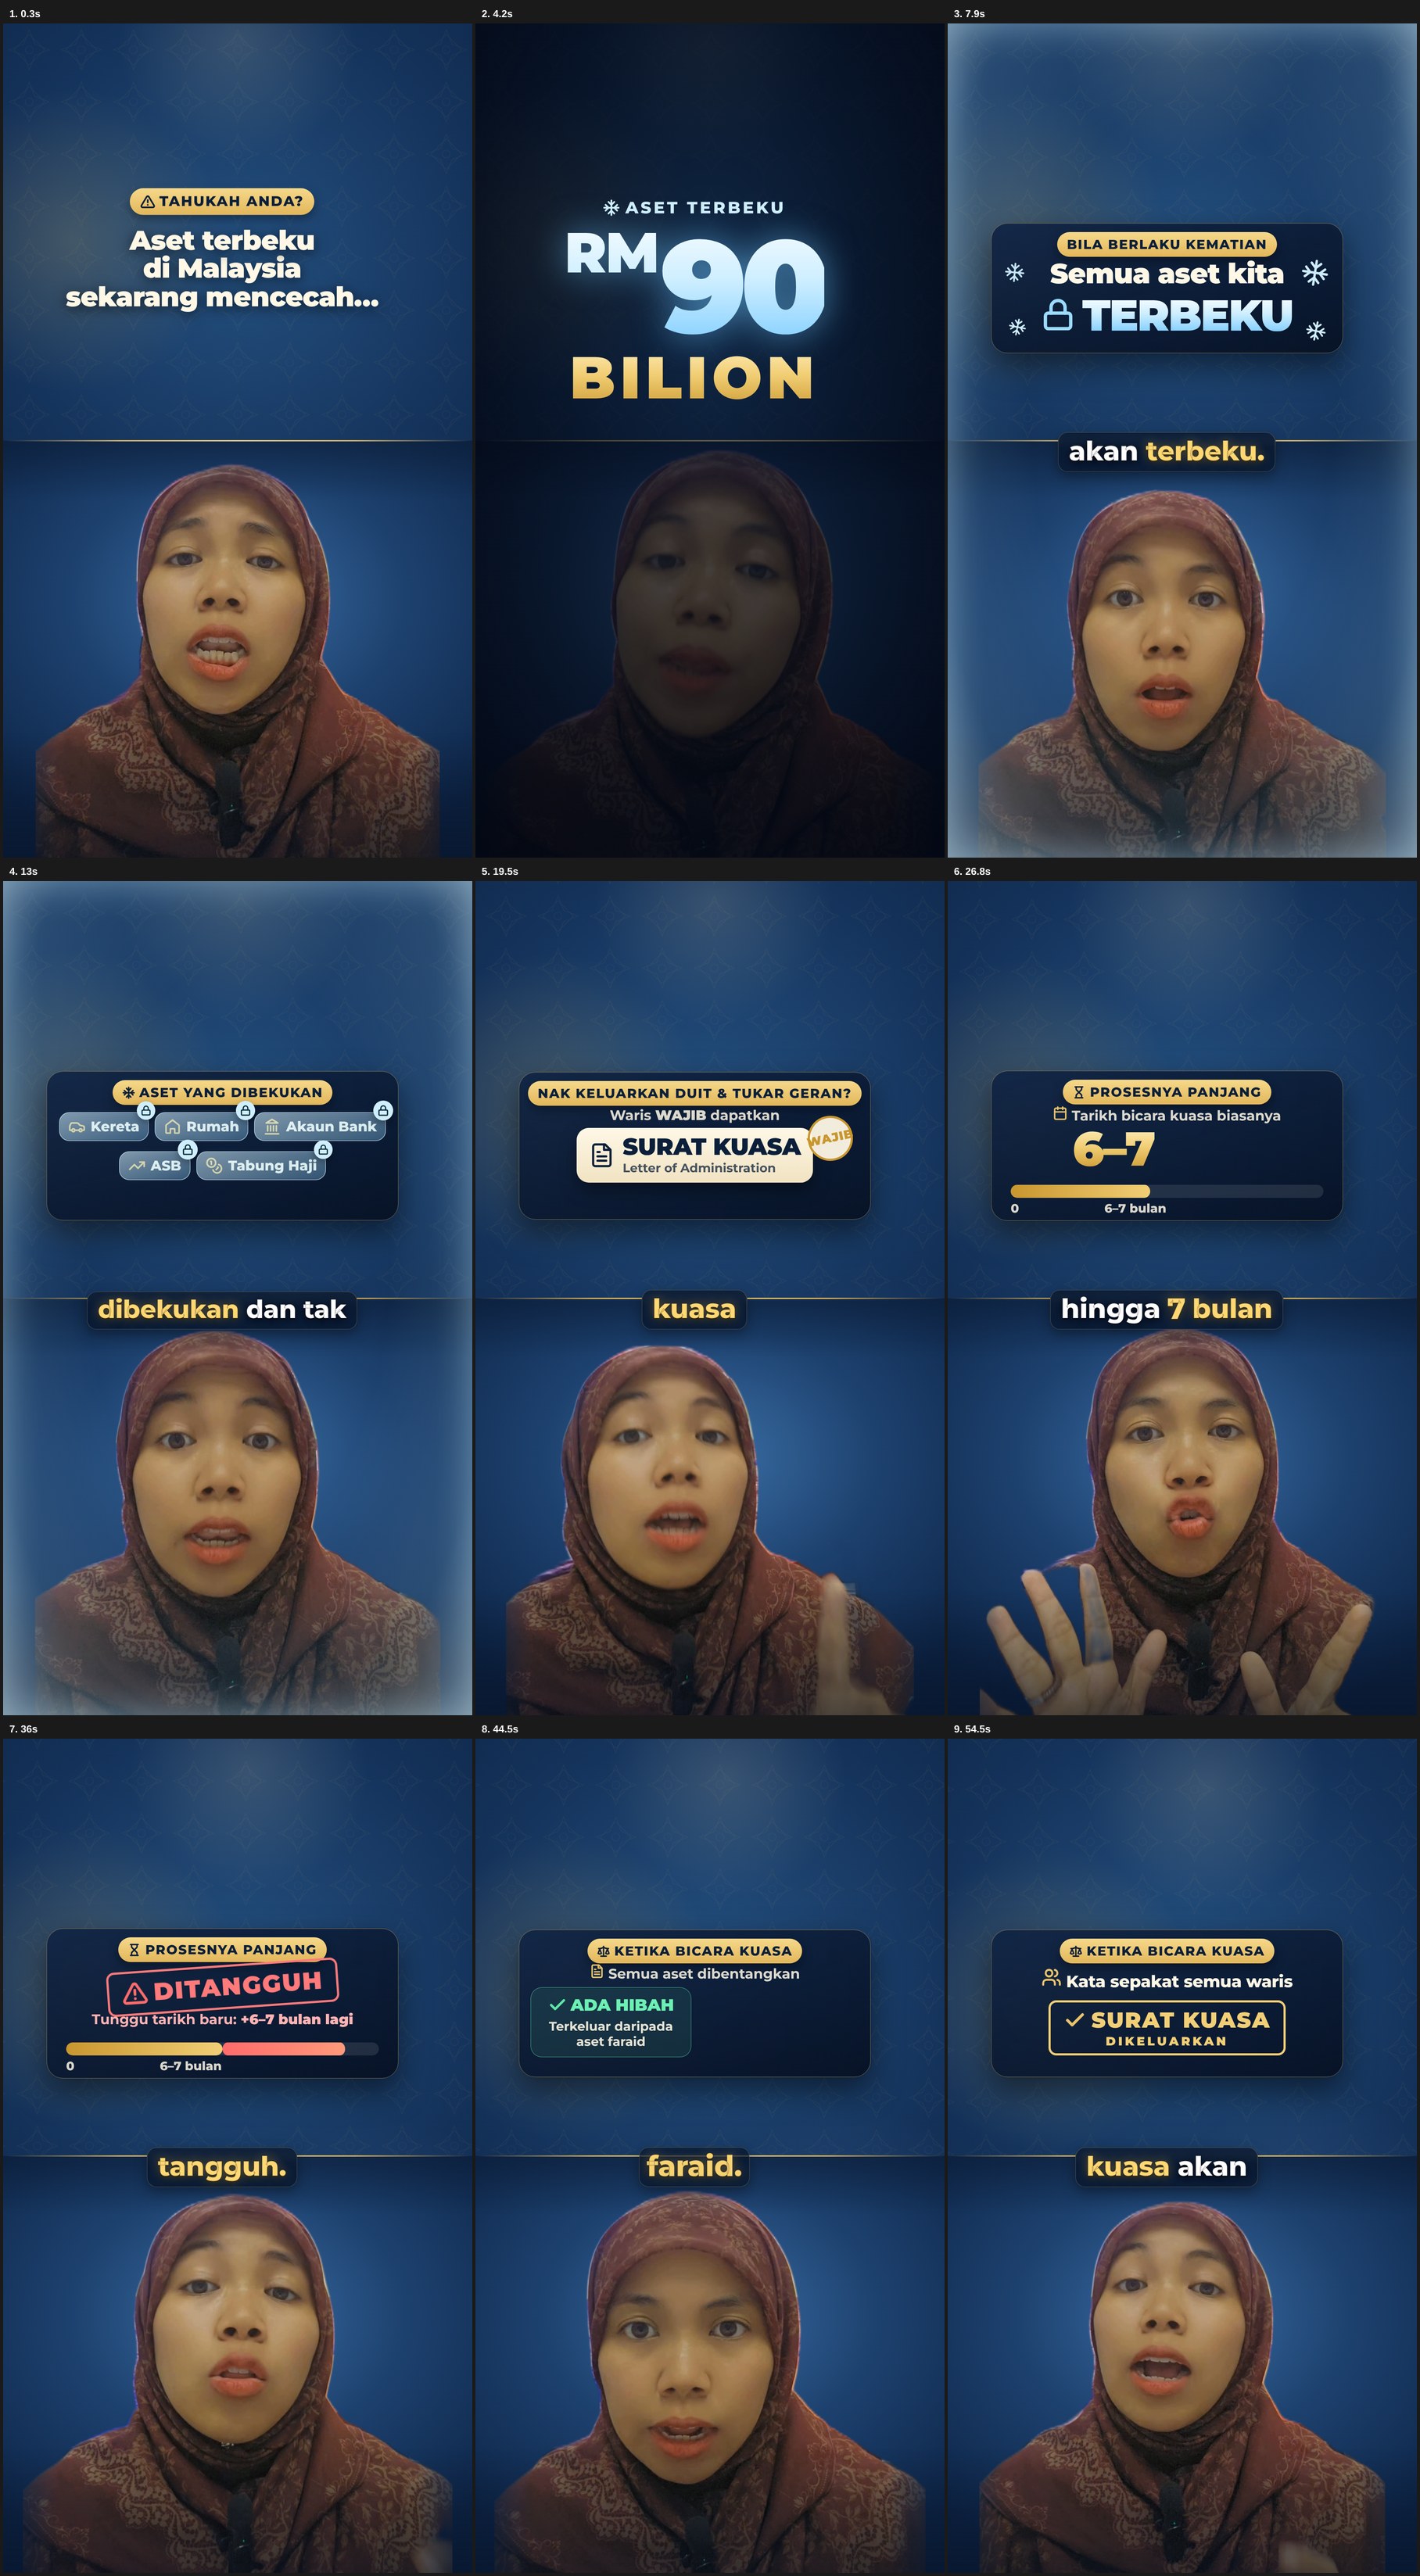 1. 0.3s
TAHUKAH ANDA?
Aset terbeku
di Malaysia
sekarang mencecah...
2. 4.2s
ASET TERBEKU
RM90
BILION
3. 7.9s
BILA BERLAKU KEMATIAN
Semua aset kita
TERBEKU
akan terbeku.
4. 13s
ASET YANG DIBEKUKAN
Kereta
Rumah
Akaun Bank
ASB
Tabung Haji
dibekukan dan tak
5. 19.5s
NAK KELUARKAN DUIT & TUKAR GERAN?
Waris WAJIB dapatkan
SURAT KUASA
Letter of Administration
WAJIB
kuasa
6. 26.8s
PROSESNYA PANJANG
Tarikh bicara kuasa biasanya
6–7
0
6–7 bulan
hingga 7 bulan
7. 36s
PROSESNYA PANJANG
DITANGGUH
Tunggu tarikh baru: +6–7 bulan lagi
0
6–7 bulan
tangguh.
8. 44.5s
KETIKA BICARA KUASA
Semua aset dibentangkan
ADA HIBAH
Terkeluar daripada
aset faraid
faraid.
9. 54.5s
KETIKA BICARA KUASA
Kata sepakat semua waris
SURAT KUASA
DIKELUARKAN
kuasa akan